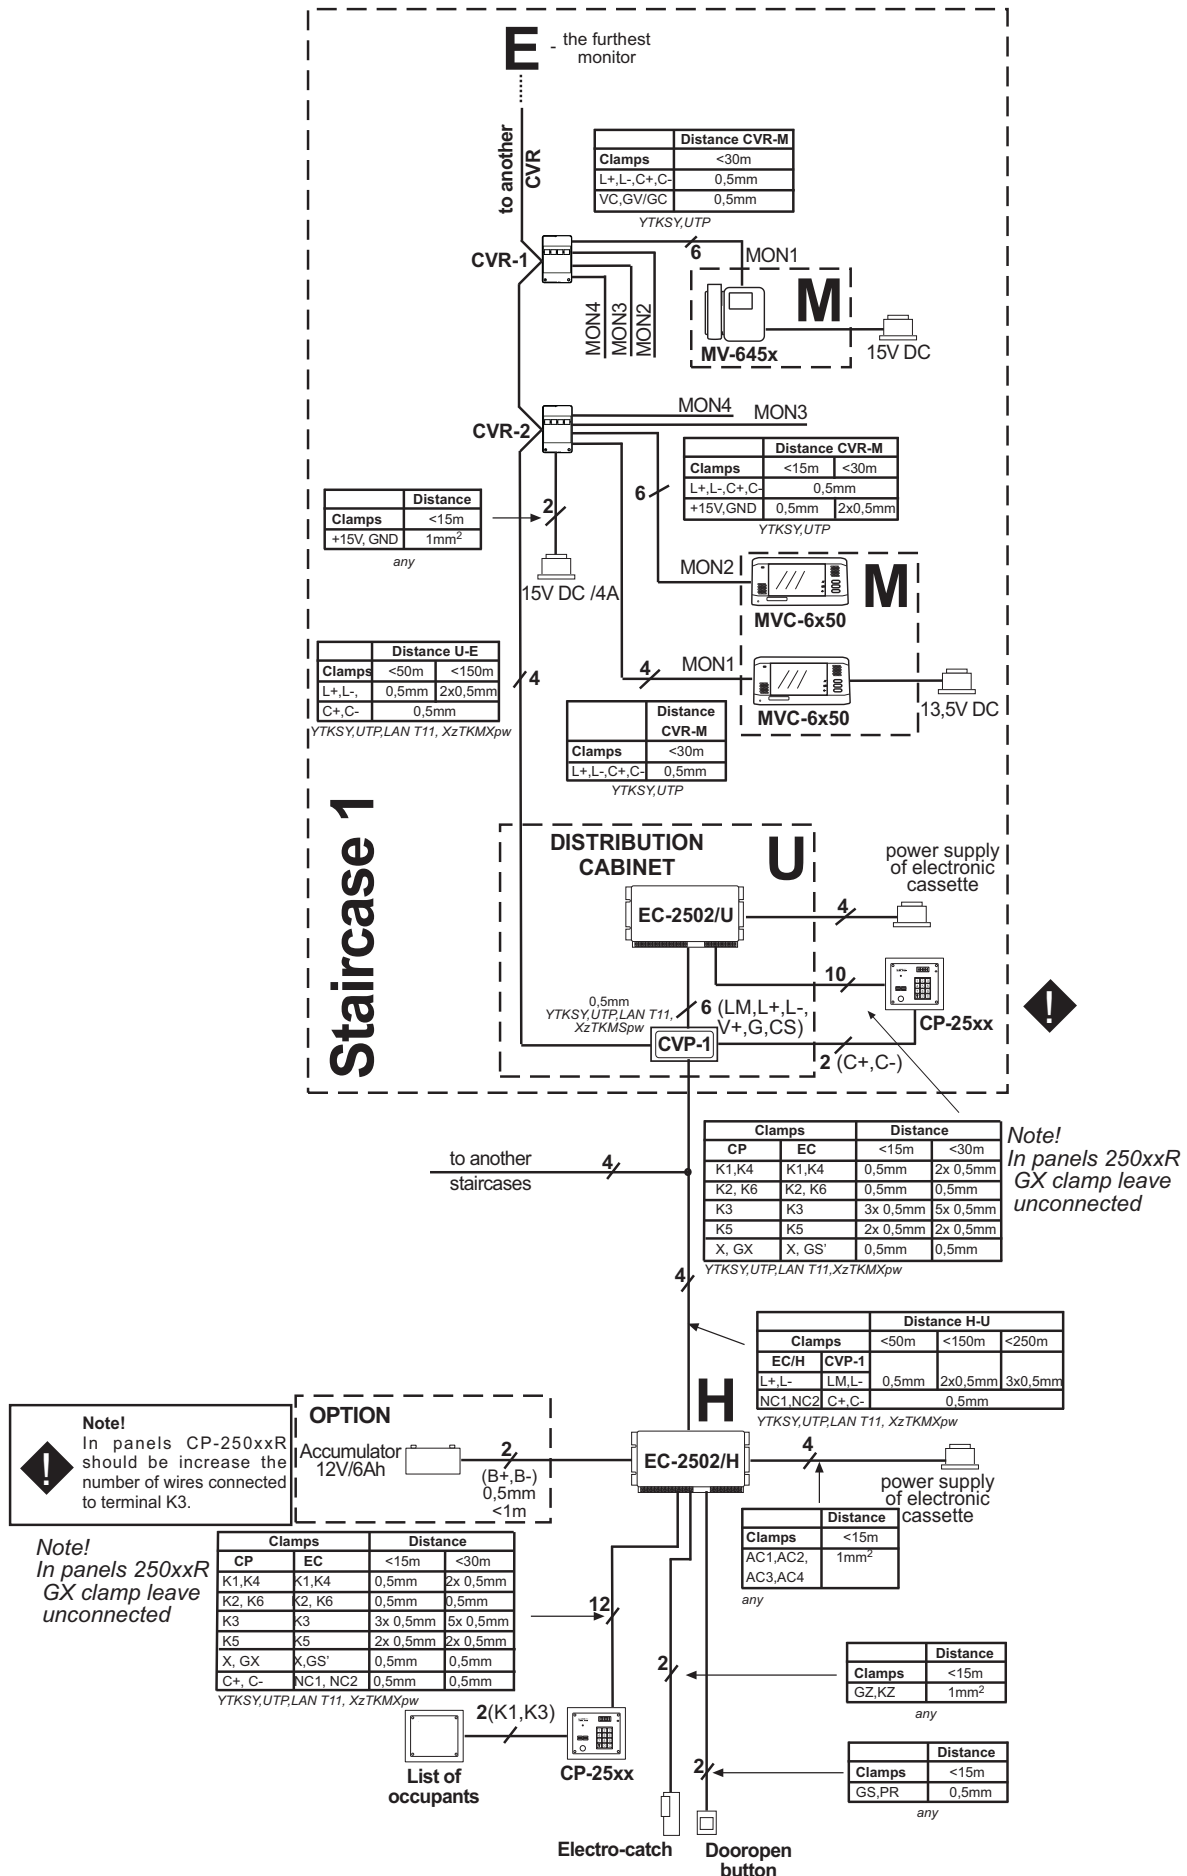 E - the furthest
monitor
to another
CVR
Distance CVR-M
Clamps <30m
L+,L-,C+,C- 0,5mm
VC,GV/GC 0,5mm
YTKSY,UTP
CVR-1
6
MON1
MON4
MON3
MON2
M
MV-645x
15V DC
CVR-2
MON4
MON3
Distance CVR-M
Clamps <15m <30m
L+,L-,C+,C- 0,5mm
+15V,GND 0,5mm 2x0,5mm
YTKSY,UTP
6
Distance
Clamps <15m
+15V, GND 1mm²
any
2
15V DC /4A
MON2
M
MVC-6x50
Distance U-E
Clamps <50m <150m
L+,L-, 0,5mm 2x0,5mm
C+,C- 0,5mm
YTKSY,UTP,LAN T11, XzTKMXpw
4
4
MON1
MVC-6x50
13,5V DC
Distance
CVR-M
Clamps <30m
L+,L-,C+,C- 0,5mm
YTKSY,UTP
Staircase 1
DISTRIBUTION
CABINET
U
EC-2502/U
4
power supply
of electronic
cassette
10
CP-25xx
!
0,5mm
YTKSY,UTP,LAN T11,
XzTKMSpw
6 (LM,L+,L-,
V+,G,CS)
CVP-1
2 (C+,C-)
to another
staircases
4
Clamps Distance
CP EC <15m <30m
K1,K4 K1,K4 0,5mm 2x 0,5mm
K2, K6 K2, K6 0,5mm 0,5mm
K3 K3 3x 0,5mm 5x 0,5mm
K5 K5 2x 0,5mm 2x 0,5mm
X, GX X, GS' 0,5mm 0,5mm
YTKSY,UTP,LAN T11,XzTKMXpw
Note!
In panels 250xxR
GX clamp leave
unconnected
4
Distance H-U
Clamps <50m <150m <250m
EC/H CVP-1
L+,L- LM,L- 0,5mm 2x0,5mm 3x0,5mm
NC1,NC2 C+,C- 0,5mm
YTKSY,UTP,LAN T11, XzTKMXpw
H
!
Note!
In panels CP-250xxR
should be increase the
number of wires connected
to terminal K3.
OPTION
Accumulator
12V/6Ah
2
(B+,B-)
0,5mm
<1m
EC-2502/H
4
power supply
of electronic
cassette
Distance
Clamps <15m
AC1,AC2, 1mm²
AC3,AC4
any
Note!
In panels 250xxR
GX clamp leave
unconnected
Clamps Distance
CP EC <15m <30m
K1,K4 K1,K4 0,5mm 2x 0,5mm
K2, K6 K2, K6 0,5mm 0,5mm
K3 K3 3x 0,5mm 5x 0,5mm
K5 K5 2x 0,5mm 2x 0,5mm
X, GX X,GS' 0,5mm 0,5mm
C+, C- NC1, NC2 0,5mm 0,5mm
YTKSY,UTP,LAN T11, XzTKMXpw
12
2(K1,K3)
List of
occupants
CP-25xx
2
Distance
Clamps <15m
GZ,KZ 1mm²
any
2
Distance
Clamps <15m
GS,PR 0,5mm
any
Electro-catch
Dooropen
button